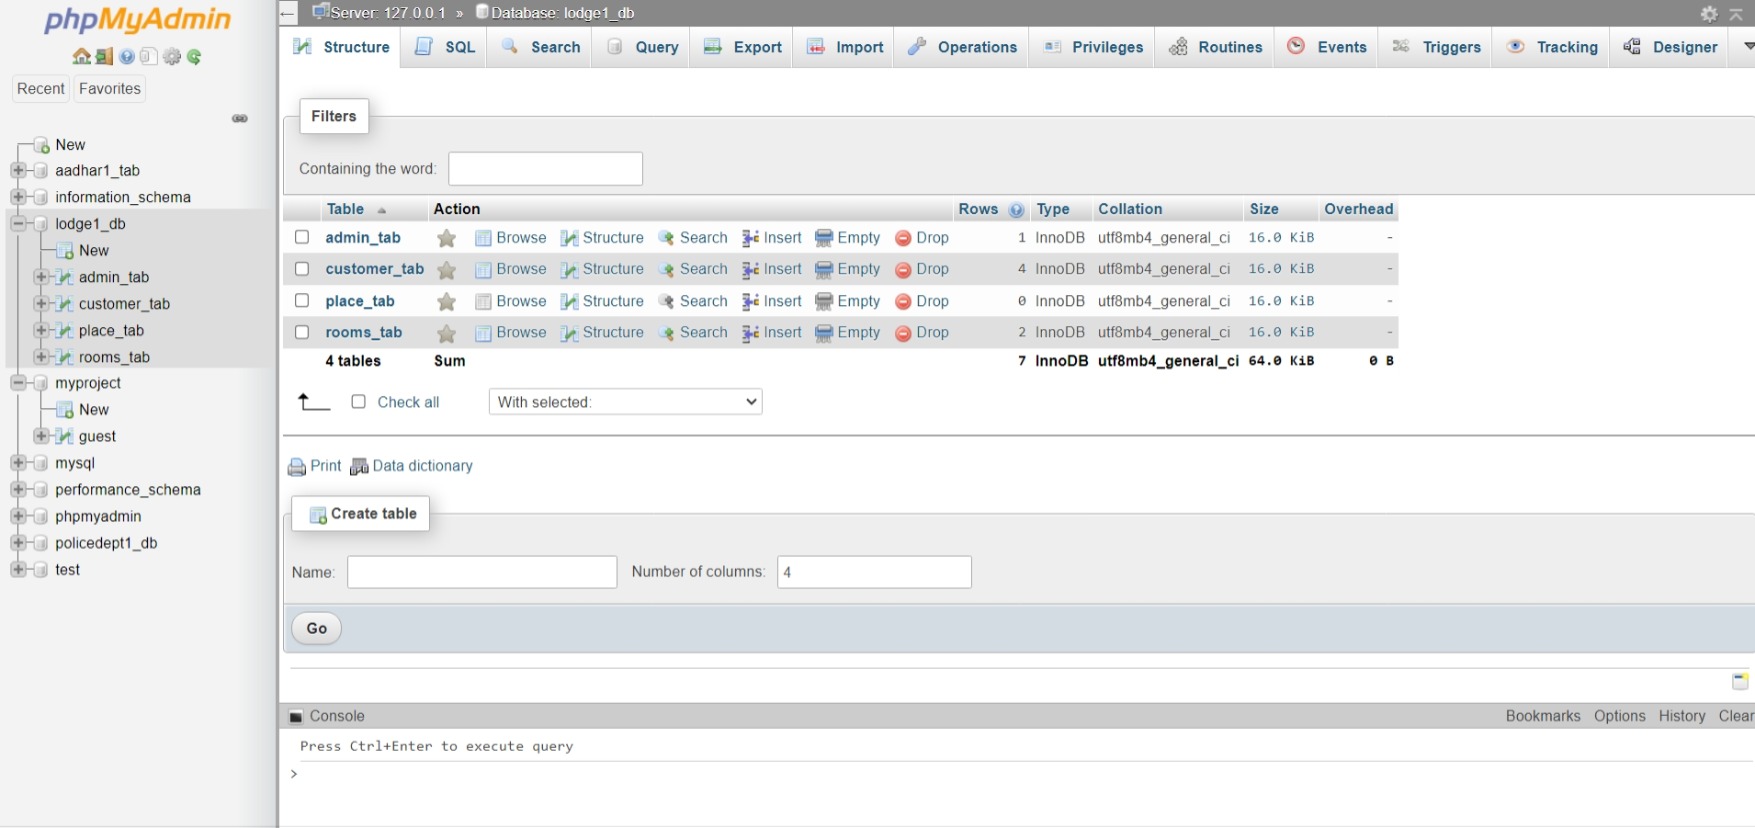 phpMyAdmin
Recent Favorites
New
aadhar1_tab
information_schema
lodge1_db
New
admin_tab
customer_tab
place_tab
rooms_tab
myproject
New
guest
mysql
performance_schema
phpmyadmin
policedept1_db
test
Server: 127.0.0.1 » Database: lodge1_db
Structure SQL Search Query Export Import Operations Privileges Routines Events Triggers Tracking Designer
Filters
Containing the word:
Table Action Rows Type Collation Size Overhead
admin_tab Browse Structure Search Insert Empty Drop 1 InnoDB utf8mb4_general_ci 16.0 KiB -
customer_tab Browse Structure Search Insert Empty Drop 4 InnoDB utf8mb4_general_ci 16.0 KiB -
place_tab Browse Structure Search Insert Empty Drop 0 InnoDB utf8mb4_general_ci 16.0 KiB -
rooms_tab Browse Structure Search Insert Empty Drop 2 InnoDB utf8mb4_general_ci 16.0 KiB -
4 tables Sum 7 InnoDB utf8mb4_general_ci 64.0 KiB 0 B
Check all With selected:
Print Data dictionary
Create table
Name: Number of columns: 4
Go
Console Bookmarks Options History Clear
Press Ctrl+Enter to execute query
>